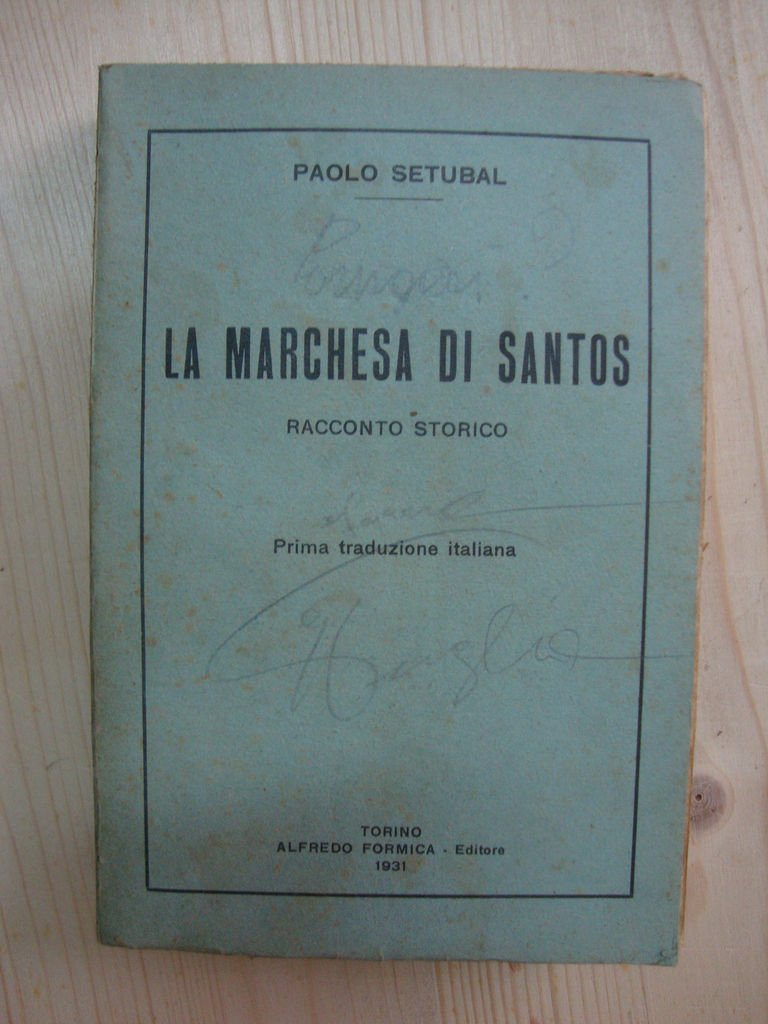 PAOLO SETUBAL
LA MARCHESA DI SANTOS
RACCONTO STORICO
Prima traduzione italiana
TORINO
ALFREDO FORMICA - Editore
1931